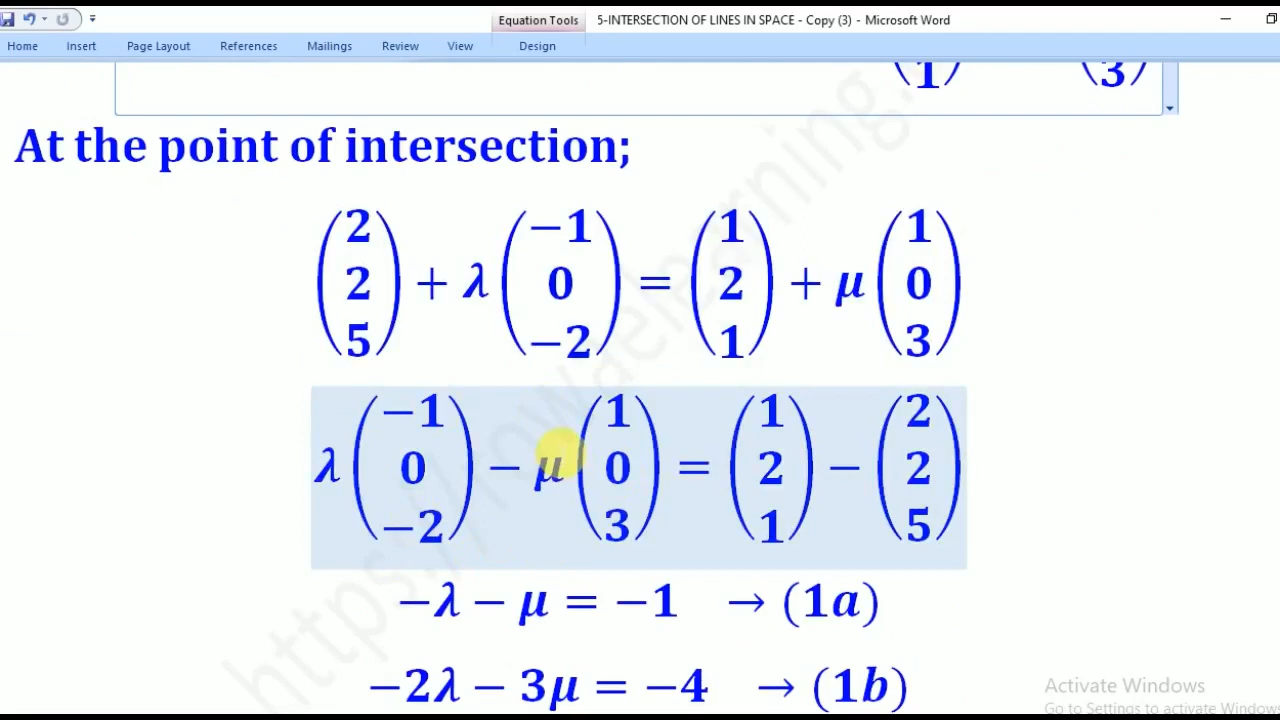 Equation Tools 5-INTERSECTION OF LINES IN SPACE - Copy (3) - Microsoft Word
Home Insert Page Layout References Mailings Review View Design
(1) (3)
At the point of intersection;
(2 2 5) + λ (−1 0 −2) = (1 2 1) + μ (1 0 3)
λ (−1 0 −2) − μ (1 0 3) = (1 2 1) − (2 2 5)
−λ − μ = −1 → (1a)
−2λ − 3μ = −4 → (1b)
Activate Windows
Go to Settings to activate Windows